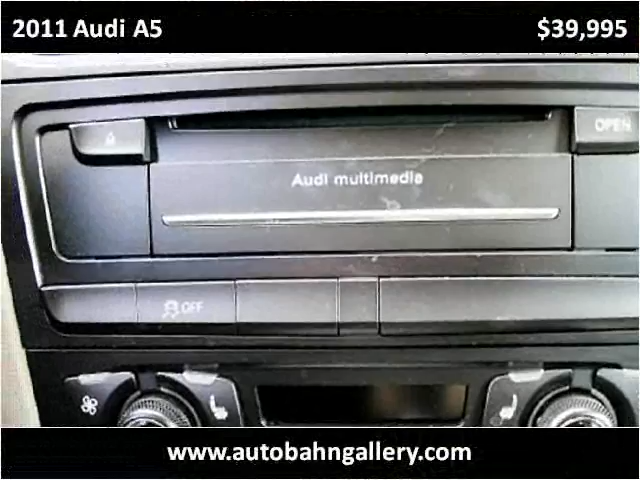 2011 Audi A5 $39,995
OPEN
Audi multimedia
OFF
www.autobahngallery.com